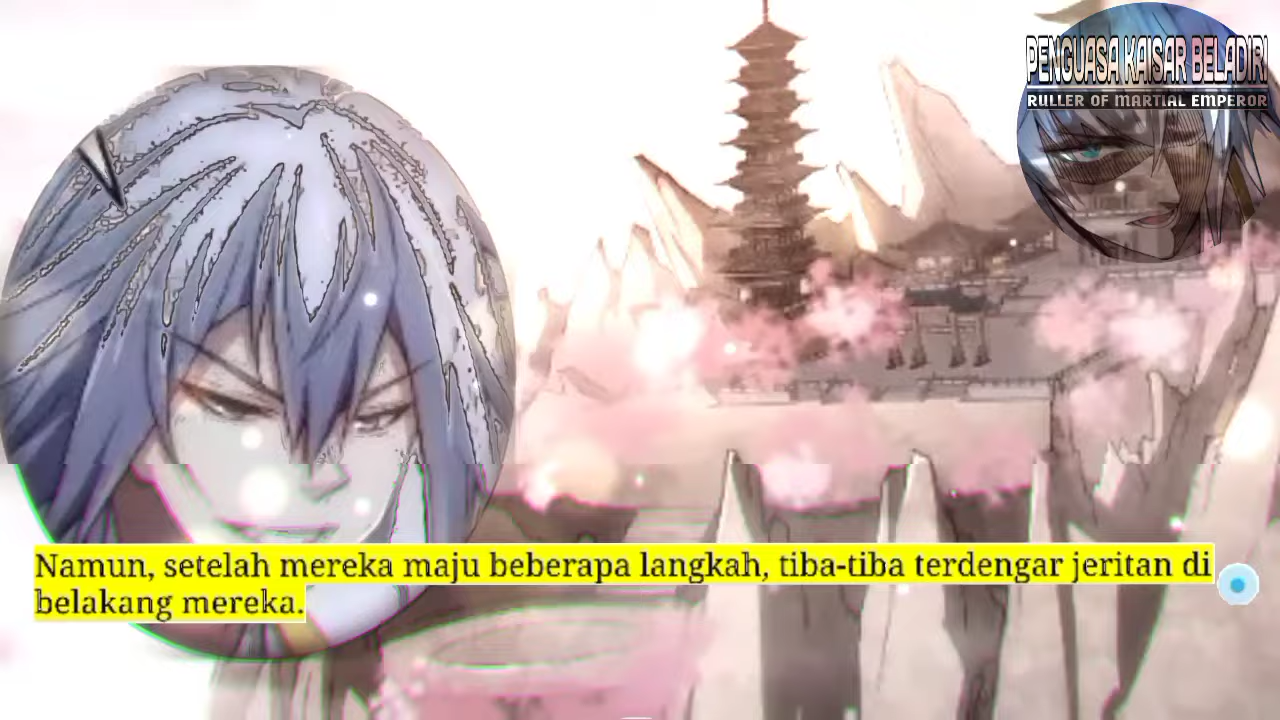 PENGUASA KAISAR BELADIRI
RULLER OF MARTIAL EMPEROR
Namun, setelah mereka maju beberapa langkah, tiba-tiba terdengar jeritan di
belakang mereka.